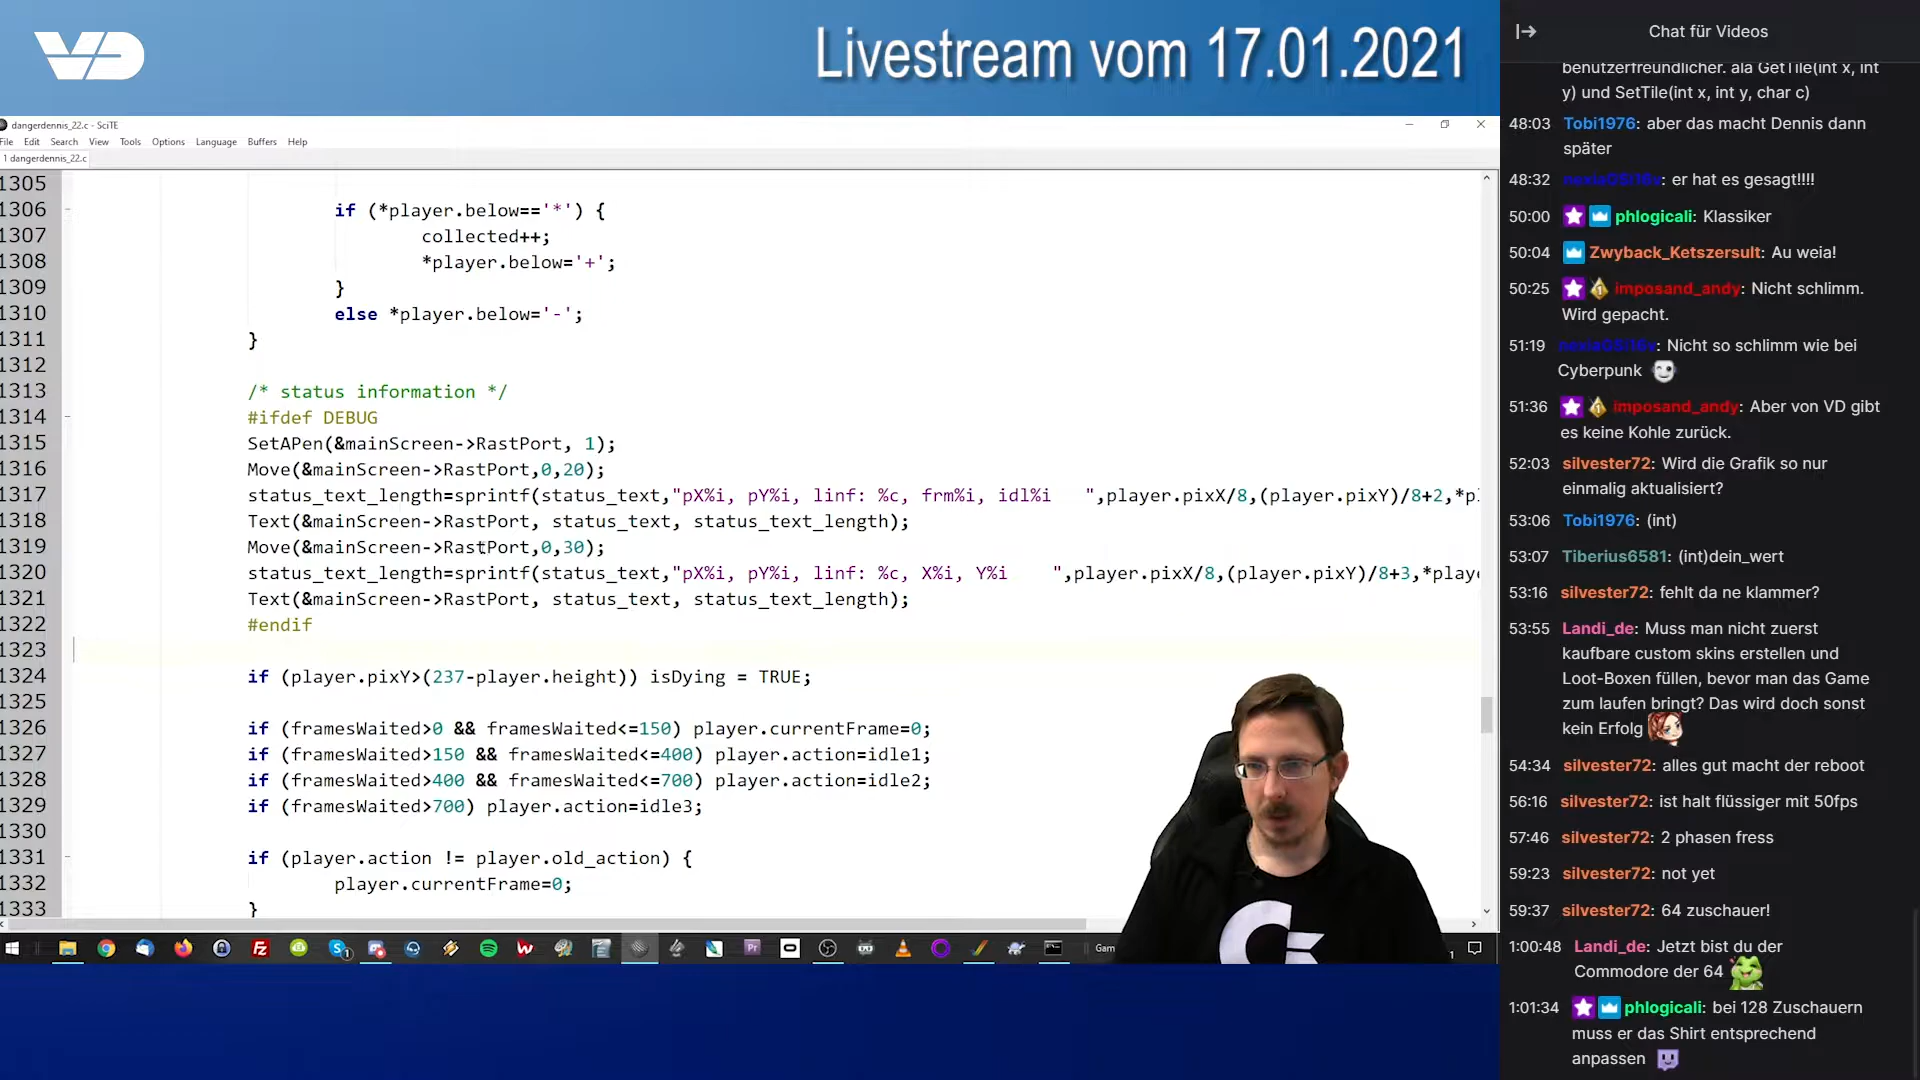 VD
Livestream vom 17.01.2021
dangerdennis_22.c - SciTE
File Edit Search View Tools Options Language Buffers Help
1 dangerdennis_22.c
1305
1306 if (*player.below=='*') {
1307 collected++;
1308 *player.below='+';
1309 }
1310 else *player.below='-';
1311 }
1312
1313 /* status information */
1314 #ifdef DEBUG
1315 SetAPen(&mainScreen->RastPort, 1);
1316 Move(&mainScreen->RastPort,0,20);
1317 status_text_length=sprintf(status_text,"pX%i, pY%i, linf: %c, frm%i, idl%i   ",player.pixX/8,(player.pixY)/8+2,*pl
1318 Text(&mainScreen->RastPort, status_text, status_text_length);
1319 Move(&mainScreen->RastPort,0,30);
1320 status_text_length=sprintf(status_text,"pX%i, pY%i, linf: %c, X%i, Y%i    ",player.pixX/8,(player.pixY)/8+3,*playe
1321 Text(&mainScreen->RastPort, status_text, status_text_length);
1322 #endif
1323
1324 if (player.pixY>(237-player.height)) isDying = TRUE;
1325
1326 if (framesWaited>0 && framesWaited<=150) player.currentFrame=0;
1327 if (framesWaited>150 && framesWaited<=400) player.action=idle1;
1328 if (framesWaited>400 && framesWaited<=700) player.action=idle2;
1329 if (framesWaited>700) player.action=idle3;
1330
1331 if (player.action != player.old_action) {
1332 player.currentFrame=0;
1333 }
Gam
1
Chat für Videos
benutzerfreundlicher. ala GetTile(int x, int
y) und SetTile(int x, int y, char c)
48:03 Tobi1976: aber das macht Dennis dann
später
48:32 : er hat es gesagt!!!!
50:00 phlogicali: Klassiker
50:04 Zwyback_Ketszersult: Au weia!
50:25 imposand_andy: Nicht schlimm.
Wird gepacht.
51:19 : Nicht so schlimm wie bei
Cyberpunk
51:36 imposand_andy: Aber von VD gibt
es keine Kohle zurück.
52:03 silvester72: Wird die Grafik so nur
einmalig aktualisiert?
53:06 Tobi1976: (int)
53:07 Tiberius6581: (int)dein_wert
53:16 silvester72: fehlt da ne klammer?
53:55 Landi_de: Muss man nicht zuerst
kaufbare custom skins erstellen und
Loot-Boxen füllen, bevor man das Game
zum laufen bringt? Das wird doch sonst
kein Erfolg
54:34 silvester72: alles gut macht der reboot
56:16 silvester72: ist halt flüssiger mit 50fps
57:46 silvester72: 2 phasen fress
59:23 silvester72: not yet
59:37 silvester72: 64 zuschauer!
1:00:48 Landi_de: Jetzt bist du der
Commodore der 64
1:01:34 phlogicali: bei 128 Zuschauern
muss er das Shirt entsprechend
anpassen